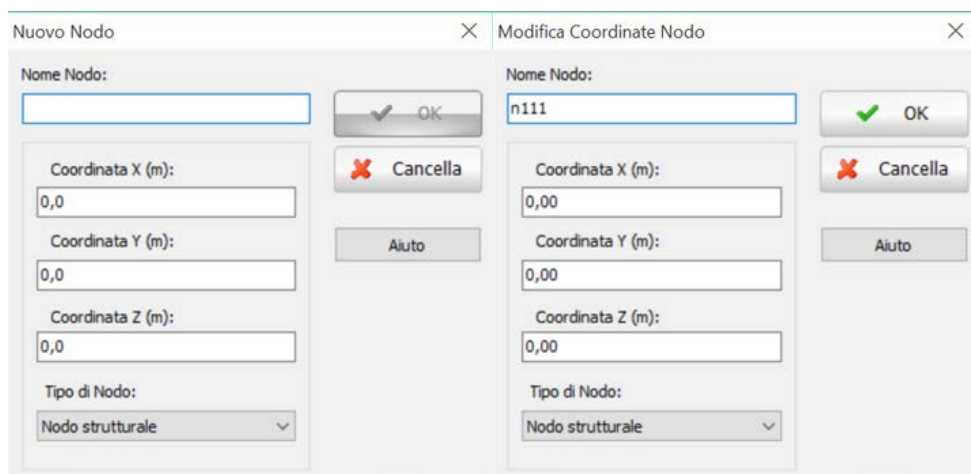 Nuovo Nodo
Nome Nodo:
OK
Coordinata X (m):
Cancella
0,0
Coordinata Y (m):
Aiuto
0,0
Coordinata Z (m):
0,0
Tipo di Nodo:
Nodo strutturale
Modifica Coordinate Nodo
Nome Nodo:
n111
OK
Coordinata X (m):
Cancella
0,00
Coordinata Y (m):
Aiuto
0,00
Coordinata Z (m):
0,00
Tipo di Nodo:
Nodo strutturale